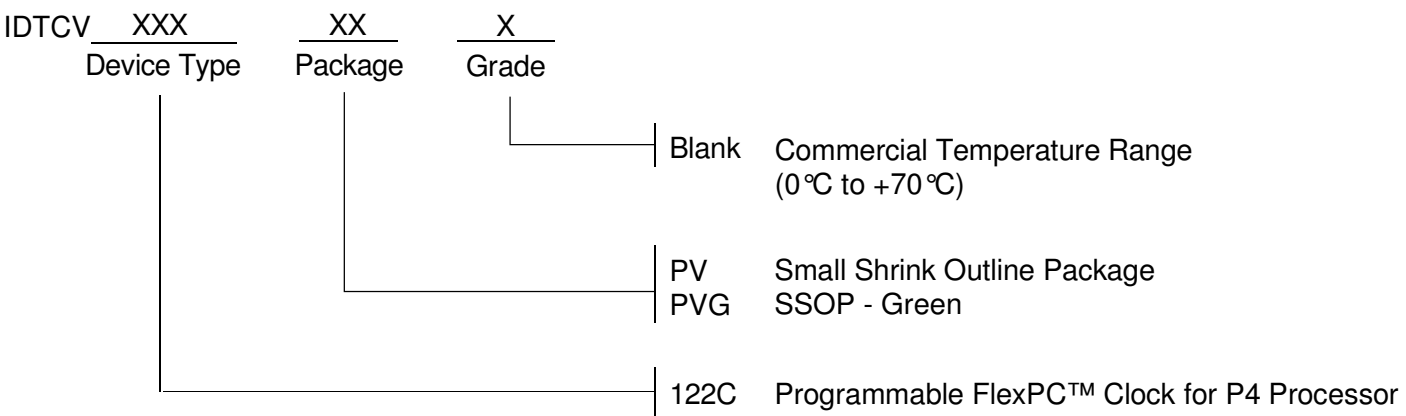 IDTCV XXX XX X
Device Type Package Grade
Blank Commercial Temperature Range
(0°C to +70°C)
PV Small Shrink Outline Package
PVG SSOP - Green
122C Programmable FlexPC™ Clock for P4 Processor